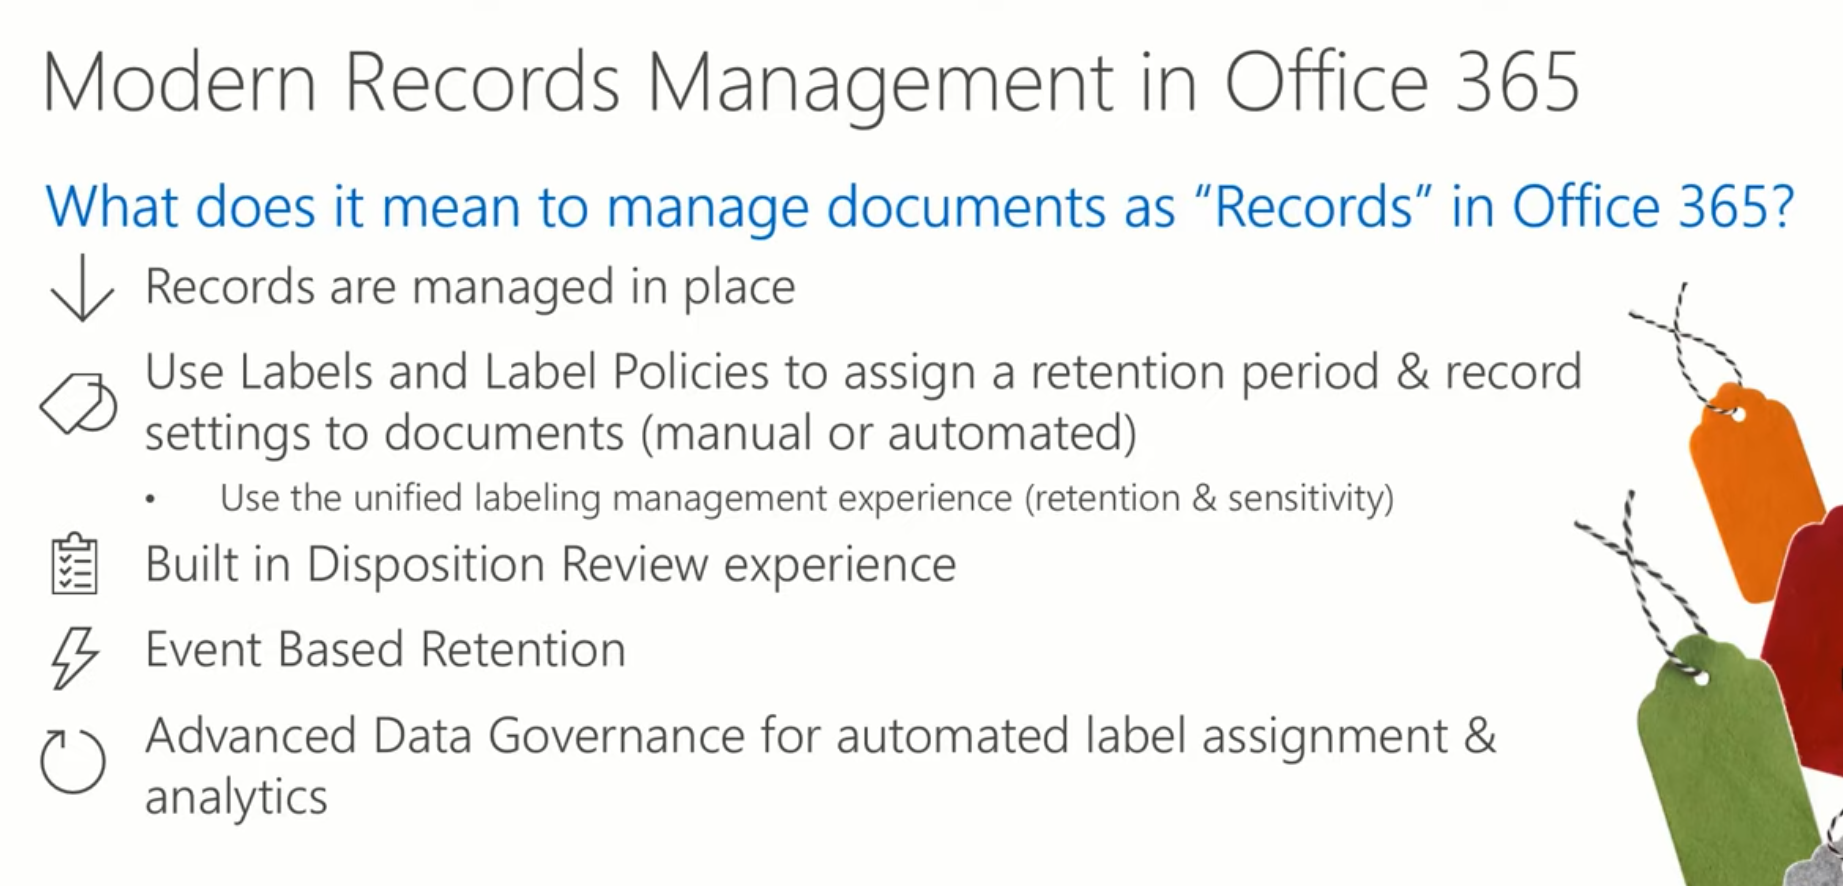 Modern Records Management in Office 365
What does it mean to manage documents as “Records” in Office 365?
Records are managed in place
Use Labels and Label Policies to assign a retention period & record
settings to documents (manual or automated)
• Use the unified labeling management experience (retention & sensitivity)
Built in Disposition Review experience
Event Based Retention
Advanced Data Governance for automated label assignment &
analytics